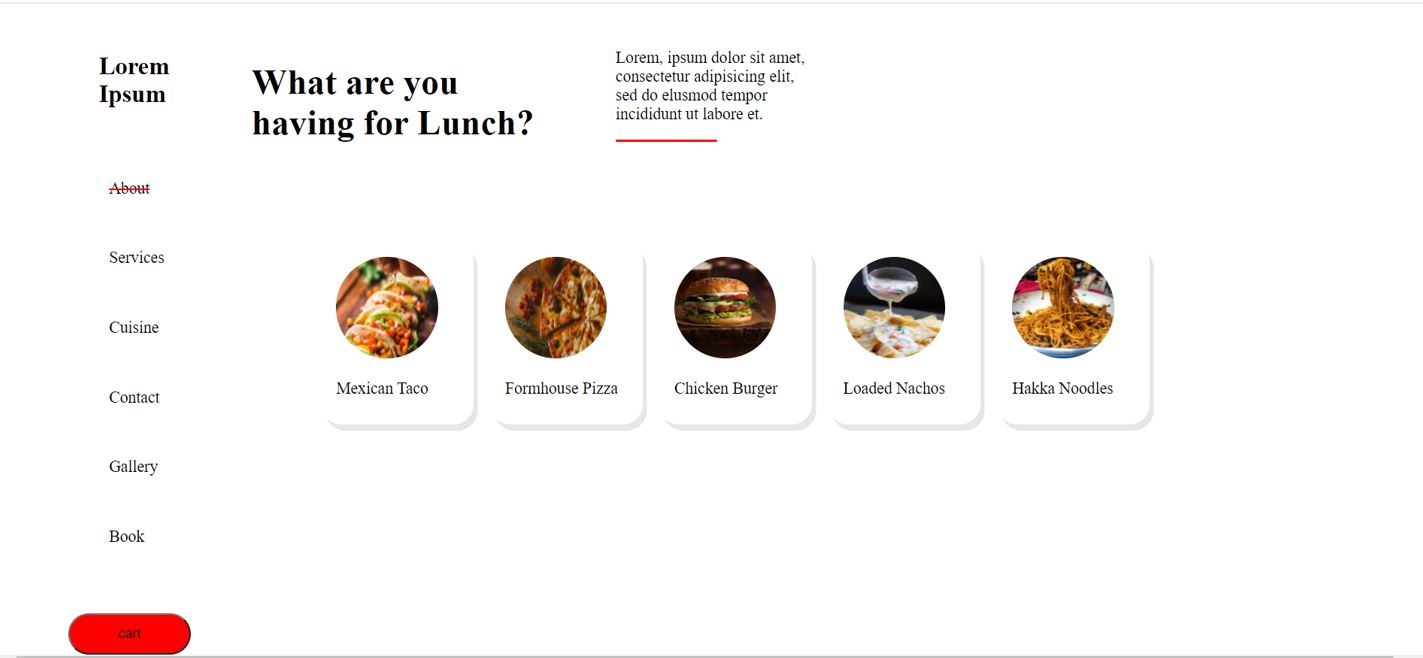 Lorem
Ipsum
What are you
having for Lunch?
Lorem, ipsum dolor sit amet,
consectetur adipisicing elit,
sed do elusmod tempor
incididunt ut labore et.
About
Services
Cuisine
Contact
Gallery
Book
cart
Mexican Taco
Formhouse Pizza
Chicken Burger
Loaded Nachos
Hakka Noodles